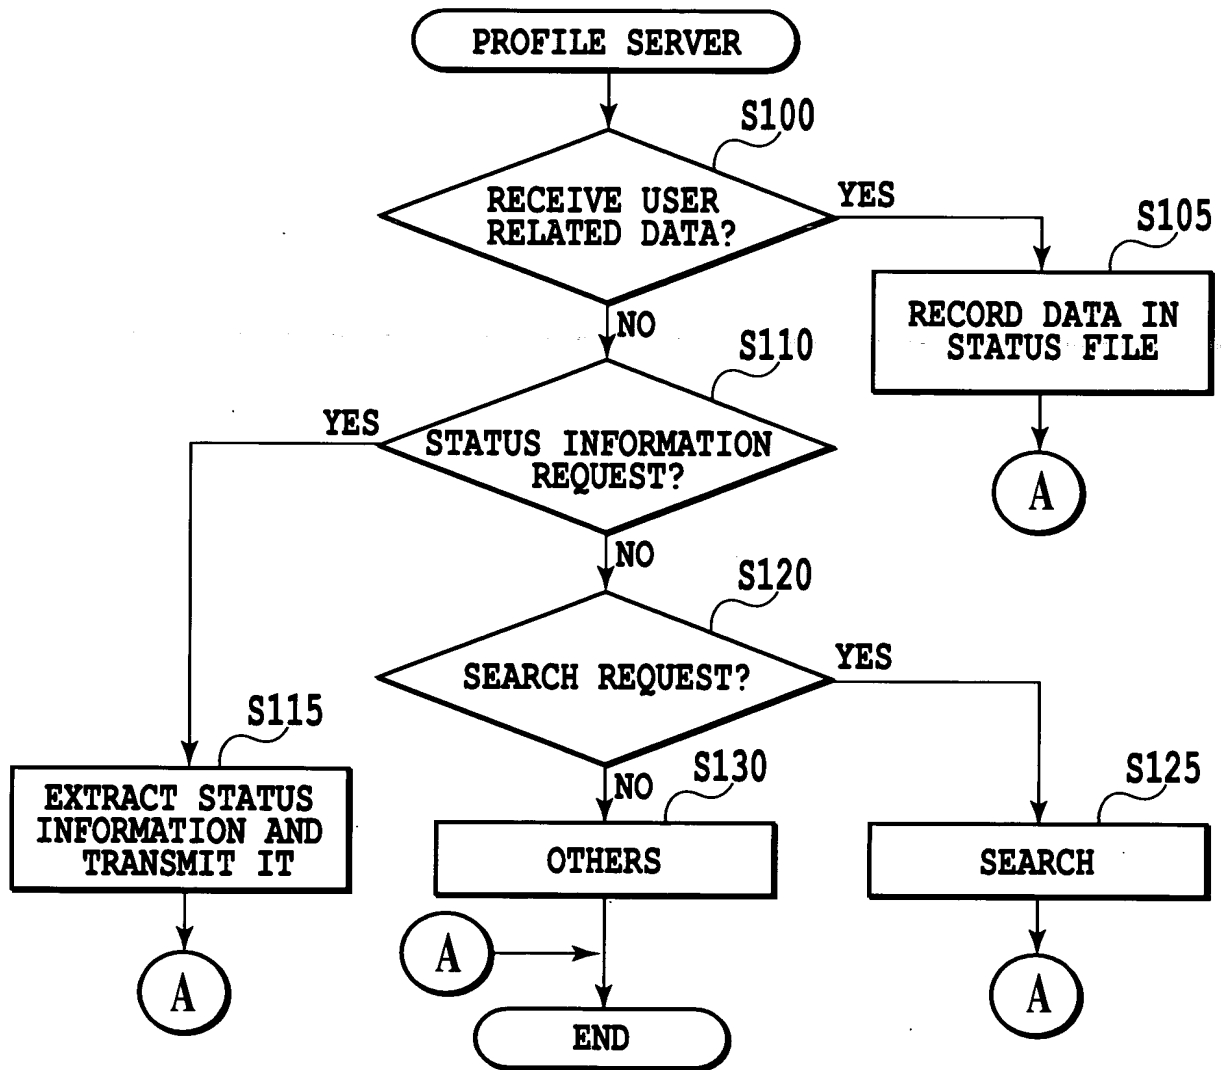 PROFILE SERVER
S100
RECEIVE USER
RELATED DATA?
YES
S105
RECORD DATA IN
STATUS FILE
A
NO
S110
YES
STATUS INFORMATION
REQUEST?
NO
S120
SEARCH REQUEST?
YES
S115
EXTRACT STATUS
INFORMATION AND
TRANSMIT IT
A
NO
S130
OTHERS
S125
SEARCH
A
A
END